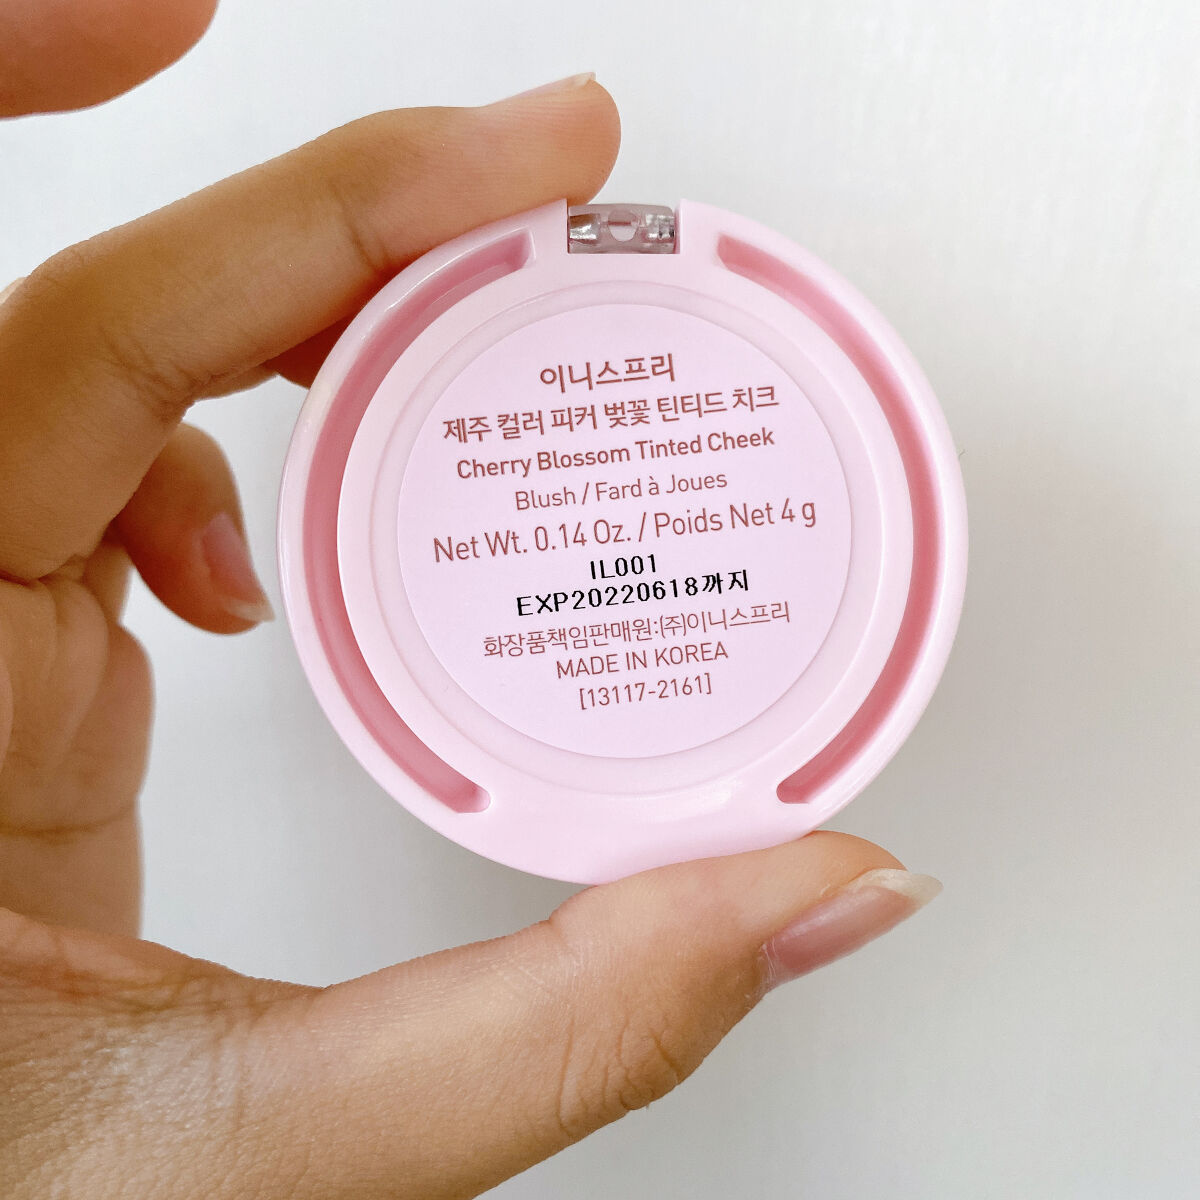 이니스프리
제주 컬러 피커 벚꽃 틴티드 치크
Cherry Blossom Tinted Cheek
Blush / Fard à Joues
Net Wt. 0.14 Oz. / Poids Net 4 g
IL001
EXP20220618까지
화장품책임판매원:(주)이니스프리
MADE IN KOREA
[13117-2161]